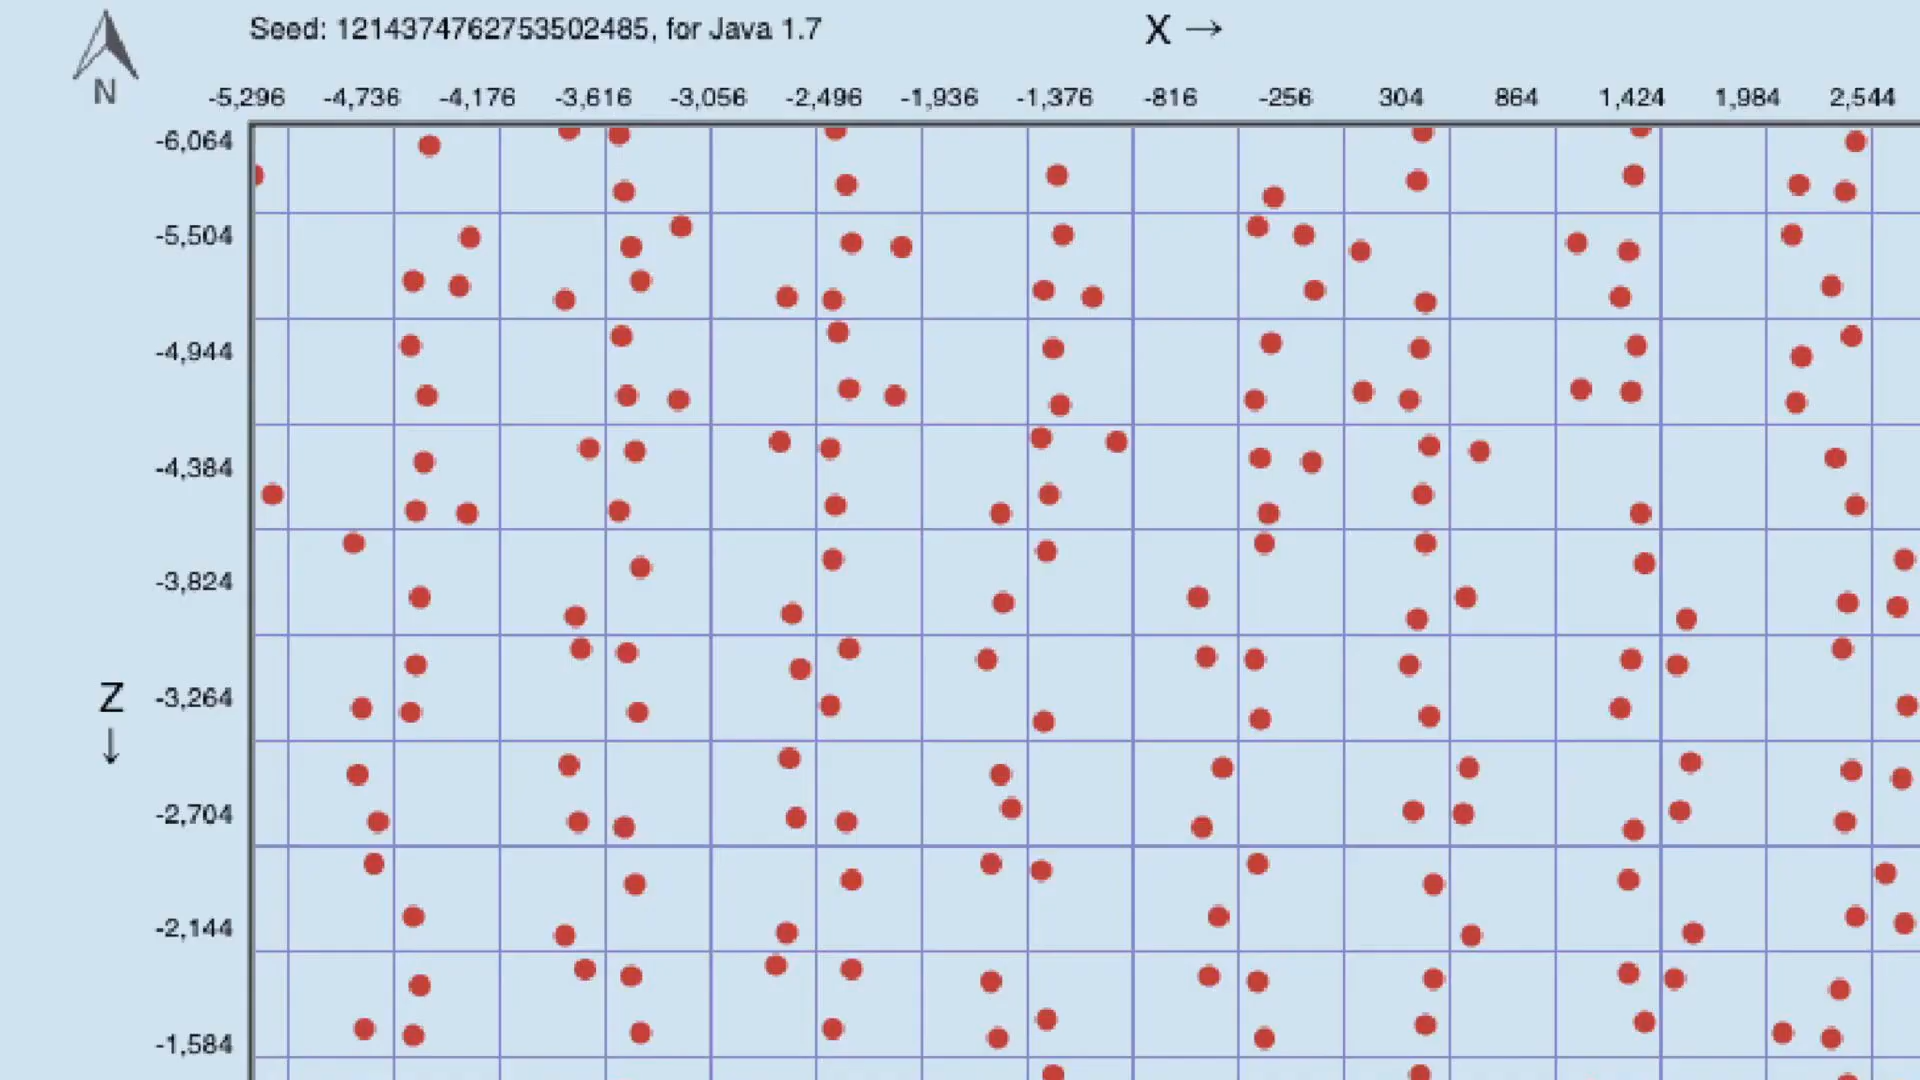 Seed: 1214374762753502485, for Java 1.7
X →
N
-5,296 -4,736 -4,176 -3,616 -3,056 -2,496 -1,936 -1,376 -816 -256 304 864 1,424 1,984 2,544
-6,064
-5,504
-4,944
-4,384
-3,824
Z
-3,264
↓
-2,704
-2,144
-1,584